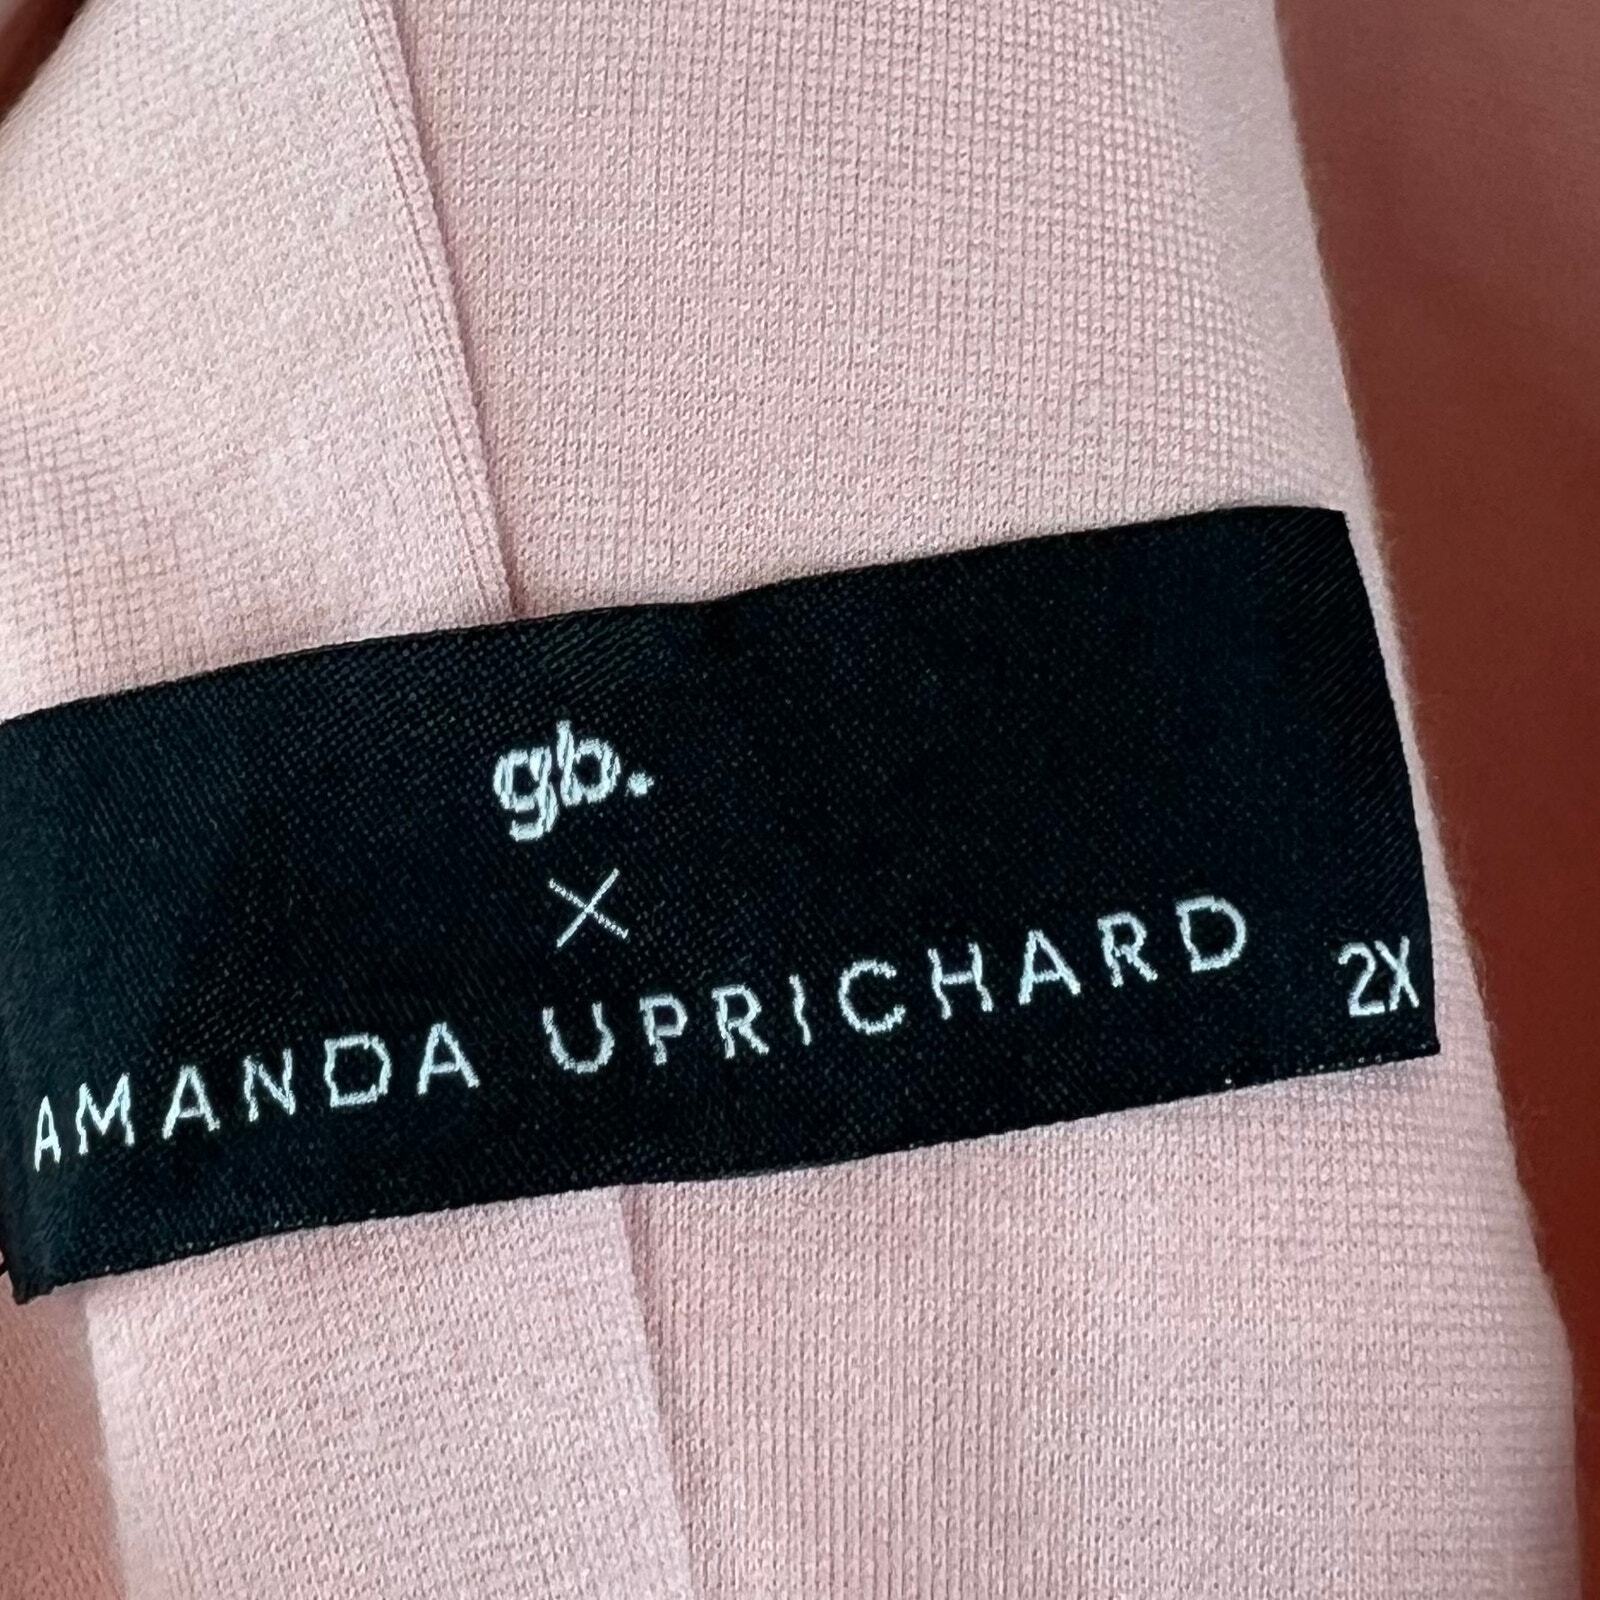 gb.
×
AMANDA UPRICHARD
2X